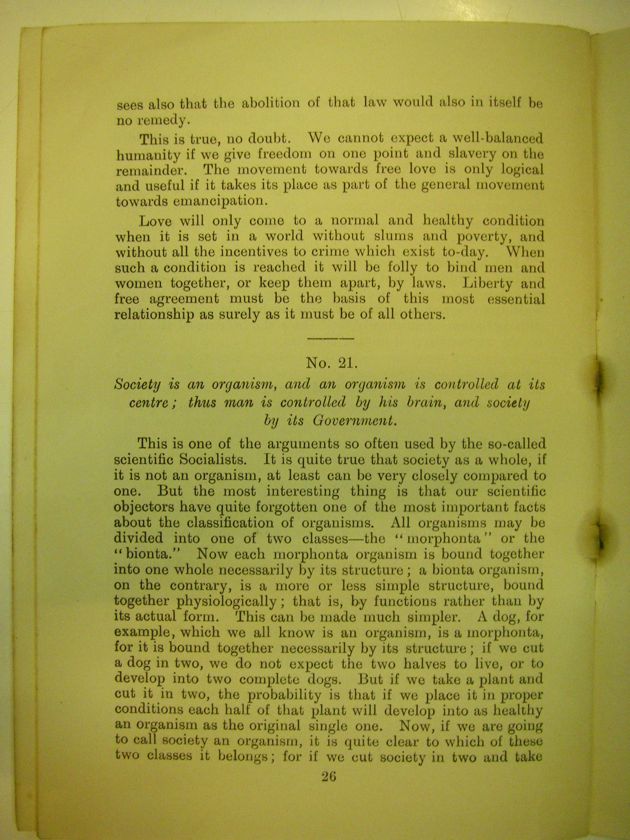 sees also that the abolition of that law would also in itself be
no remedy.
This is true, no doubt. We cannot expect a well-balanced
humanity if we give freedom on one point and slavery on the
remainder. The movement towards free love is only logical
and useful if it takes its place as part of the general movement
towards emancipation.
Love will only come to a normal and healthy condition
when it is set in a world without slums and poverty, and
without all the incentives to crime which exist to-day. When
such a condition is reached it will be folly to bind men and
women together, or keep them apart, by laws. Liberty and
free agreement must be the basis of this most essential
relationship as surely as it must be of all others.
No. 21.
Society is an organism, and an organism is controlled at its
centre; thus man is controlled by his brain, and society
by its Government.
This is one of the arguments so often used by the so-called
scientific Socialists. It is quite true that society as a whole, if
it is not an organism, at least can be very closely compared to
one. But the most interesting thing is that our scientific
objectors have quite forgotten one of the most important facts
about the classification of organisms. All organisms may be
divided into one of two classes—the "morphonta" or the
"bionta." Now each morphonta organism is bound together
into one whole necessarily by its structure; a bionta organism,
on the contrary, is a more or less simple structure, bound
together physiologically; that is, by functions rather than by
its actual form. This can be made much simpler. A dog, for
example, which we all know is an organism, is a morphonta,
for it is bound together necessarily by its structure; if we cut
a dog in two, we do not expect the two halves to live, or to
develop into two complete dogs. But if we take a plant and
cut it in two, the probability is that if we place it in proper
conditions each half of that plant will develop into as healthy
an organism as the original single one. Now, if we are going
to call society an organism, it is quite clear to which of these
two classes it belongs; for if we cut society in two and take
26